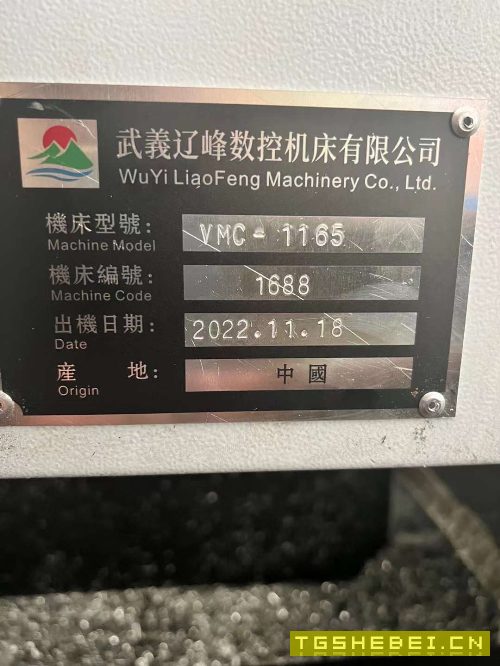 武義辽峰数控机床有限公司
WuYi LiaoFeng Machinery Co., Ltd.
機床型號: VMC-1165
Machine Model
機床編號: 1688
Machine Code
出機日期: 2022.11.18
Date
產 地: 中國
Origin
TGSHEBEI.CN